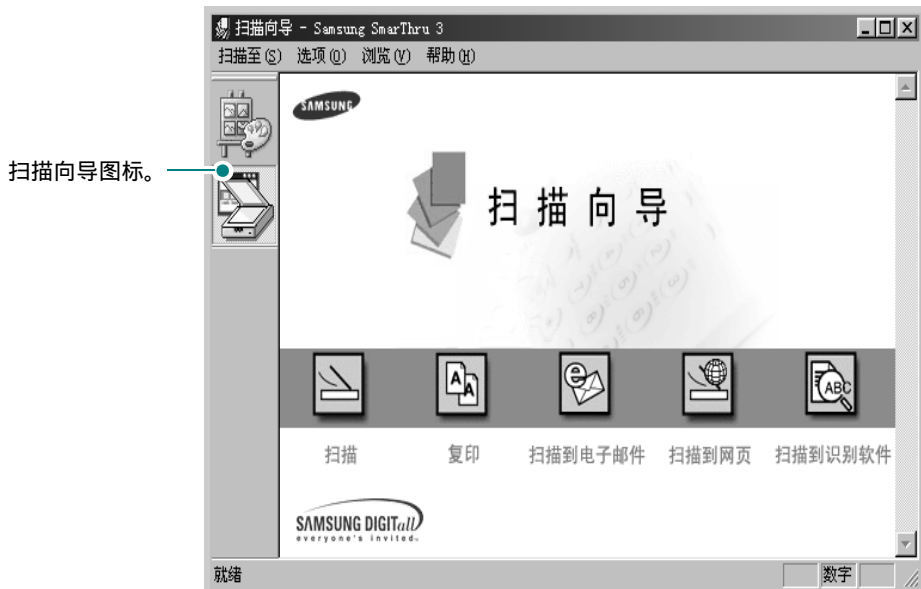 扫描向导 - Samsung SmarThru 3
扫描至(S) 选项(O) 浏览(V) 帮助(H)
SAMSUNG
扫描向导图标。
扫描向导
扫描 复印 扫描到电子邮件 扫描到网页 扫描到识别软件
SAMSUNG DIGITall
everyone's invited™
就绪 数字